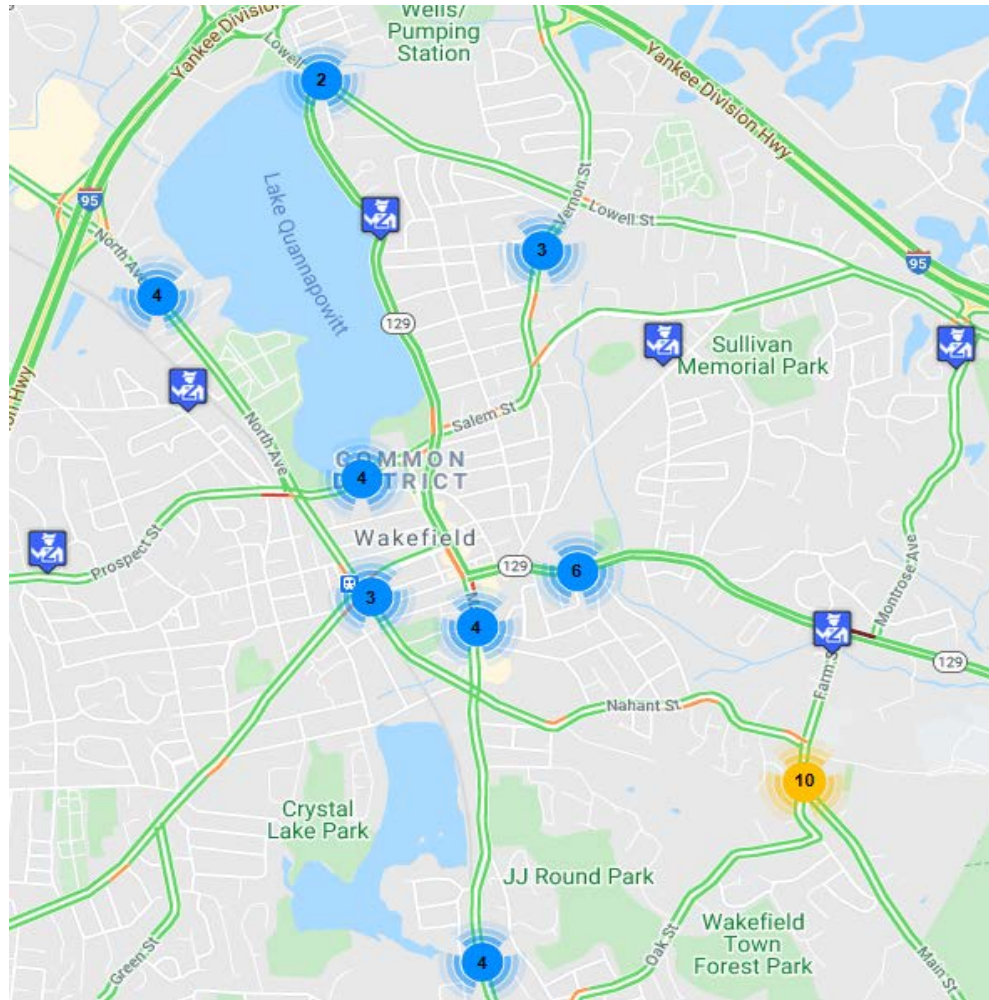 Wells/
Pumping
Station
Yankee Division
Lowell
2
Yankee Division Hwy
95
Lake Quannapowitt
Vernon St
Lowell St
3
95
North Ave
4
129
Sullivan
Memorial Park
Salem St
North Ave
COMMON
DISTRICT
4
Hwy
Prospect St
Wakefield
129
6
3
4
Montrose Ave
129
Farm S
Nahant St
10
Crystal
Lake Park
JJ Round Park
Wakefield
Town
Forest Park
Oak St
Main St
Green St
4